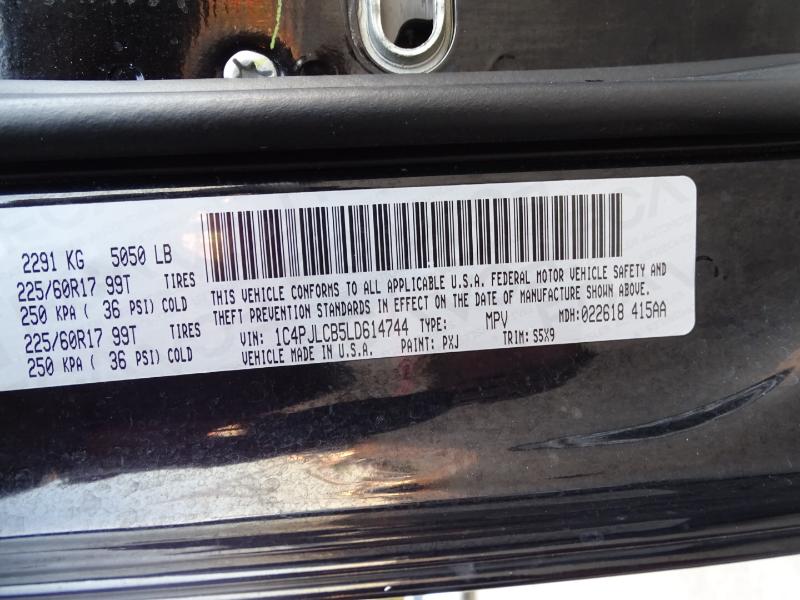 2291 KG 5050 LB
225/60R17 99T TIRES
250 KPA ( 36 PSI) COLD
225/60R17 99T TIRES
250 KPA ( 36 PSI) COLD
THIS VEHICLE CONFORMS TO ALL APPLICABLE U.S.A. FEDERAL MOTOR VEHICLE SAFETY AND
THEFT PREVENTION STANDARDS IN EFFECT ON THE DATE OF MANUFACTURE SHOWN ABOVE.
VIN: 1C4PJLCB5LD614744 TYPE: MPV MDH: 022618 415AA
VEHICLE MADE IN U.S.A. PAINT: PXJ TRIM: S5X9